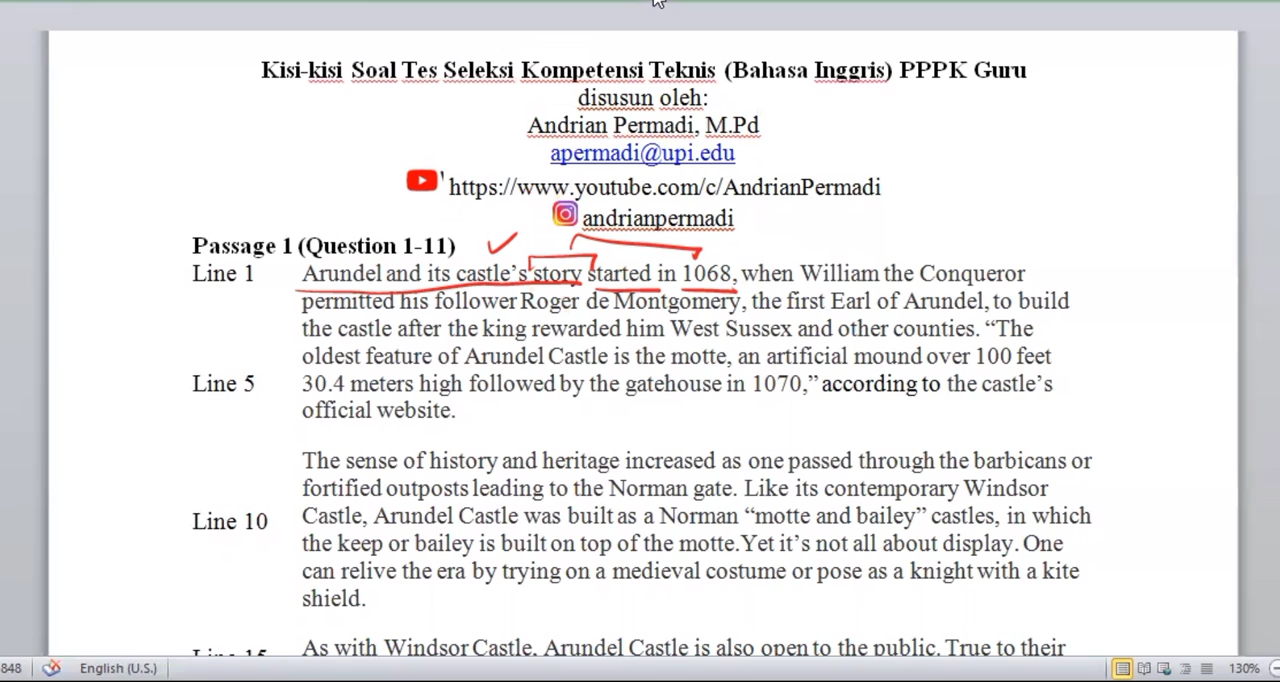 Kisi-kisi Soal Tes Seleksi Kompetensi Teknis (Bahasa Inggris) PPPK Guru
disusun oleh:
Andrian Permadi, M.Pd
apermadi@upi.edu
https://www.youtube.com/c/AndrianPermadi
andrianpermadi
Passage 1 (Question 1-11)
Line 1 Arundel and its castle's story started in 1068, when William the Conqueror
permitted his follower Roger de Montgomery, the first Earl of Arundel, to build
the castle after the king rewarded him West Sussex and other counties. “The
oldest feature of Arundel Castle is the motte, an artificial mound over 100 feet
Line 5 30.4 meters high followed by the gatehouse in 1070,” according to the castle's
official website.
The sense of history and heritage increased as one passed through the barbicans or
fortified outposts leading to the Norman gate. Like its contemporary Windsor
Line 10 Castle, Arundel Castle was built as a Norman “motte and bailey” castles, in which
the keep or bailey is built on top of the motte.Yet it's not all about display. One
can relive the era by trying on a medieval costume or pose as a knight with a kite
shield.
Line 15 As with Windsor Castle, Arundel Castle is also open to the public. True to their
848 English (U.S.) 130%